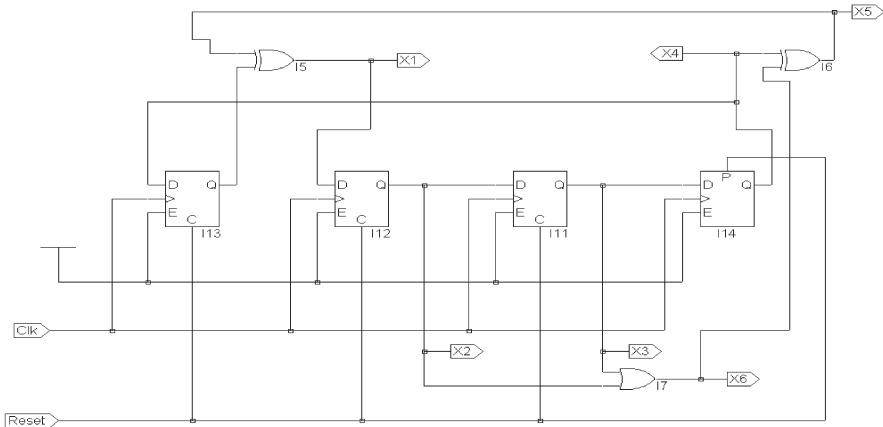 X5
X4
I6
I5
X1
P
D Q
D Q
D Q
D Q
E
E
E
E
C
C
C
I13
I12
I11
I14
Clk
X2
X3
X6
I7
Reset